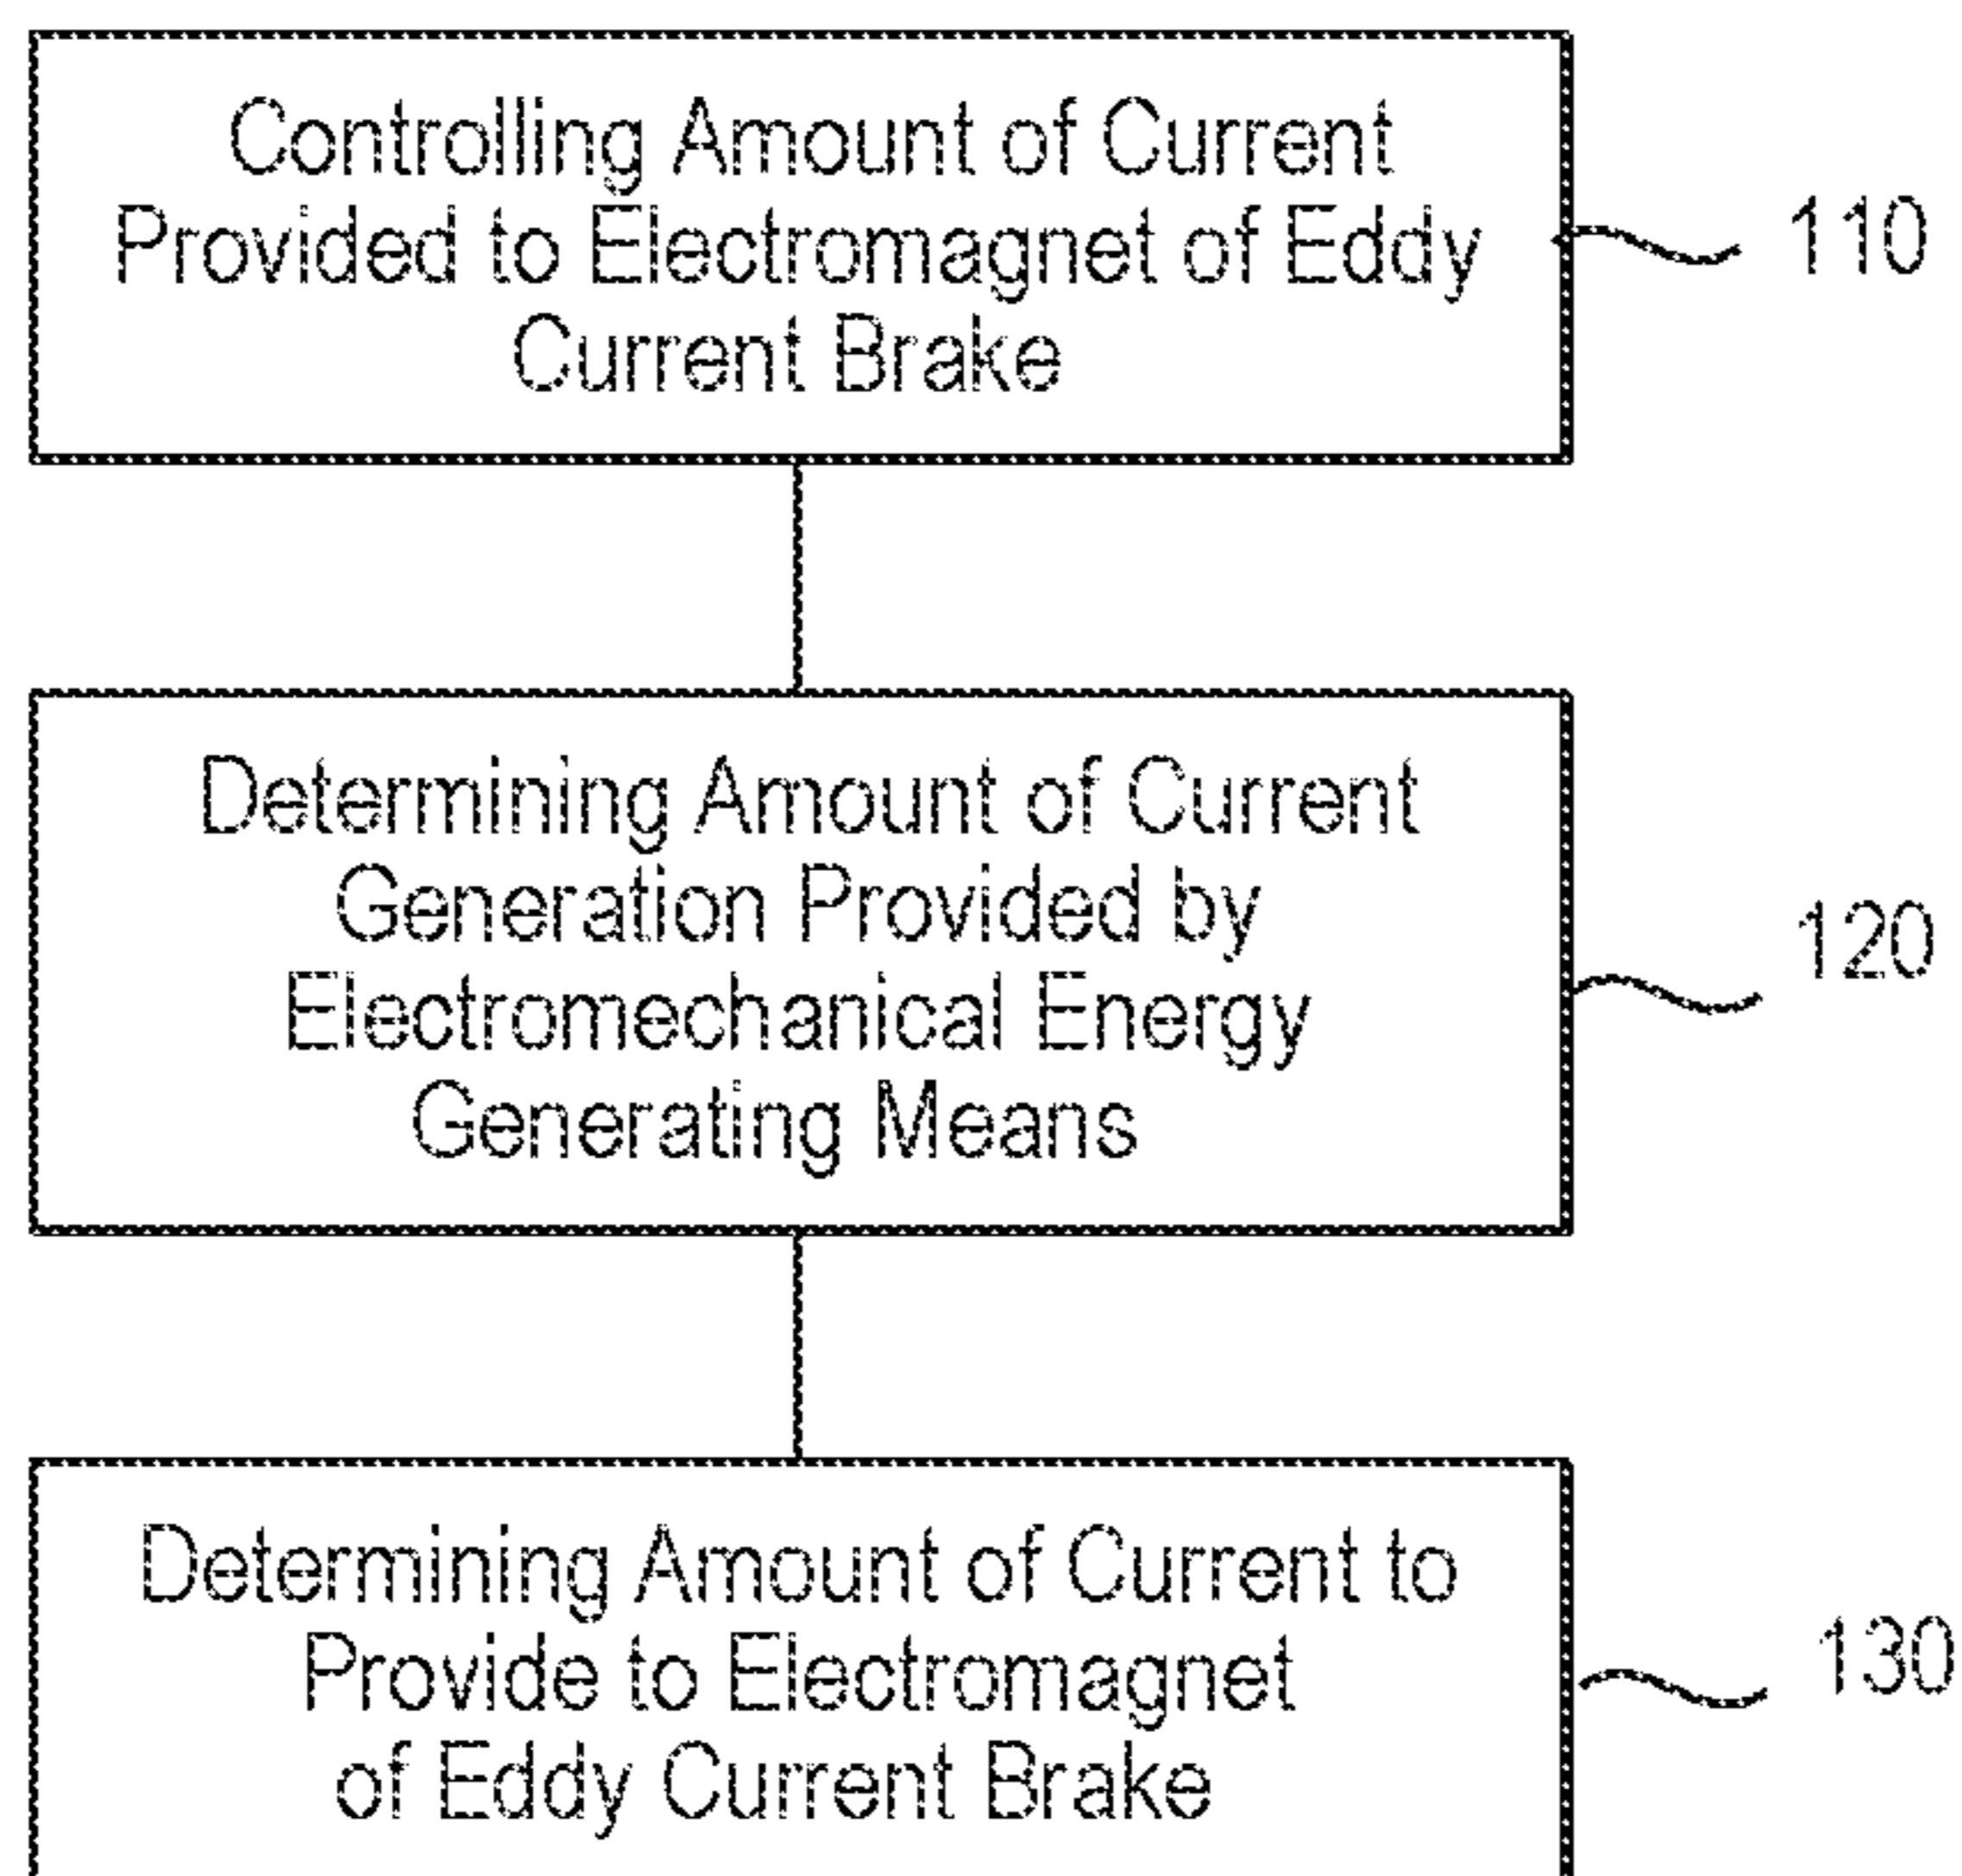 Controlling Amount of Current
Provided to Electromagnet of Eddy
Current Brake
110
Determining Amount of Current
Generation Provided by
Electromechanical Energy
Generating Means
120
Determining Amount of Current to
Provide to Electromagnet
of Eddy Current Brake
130